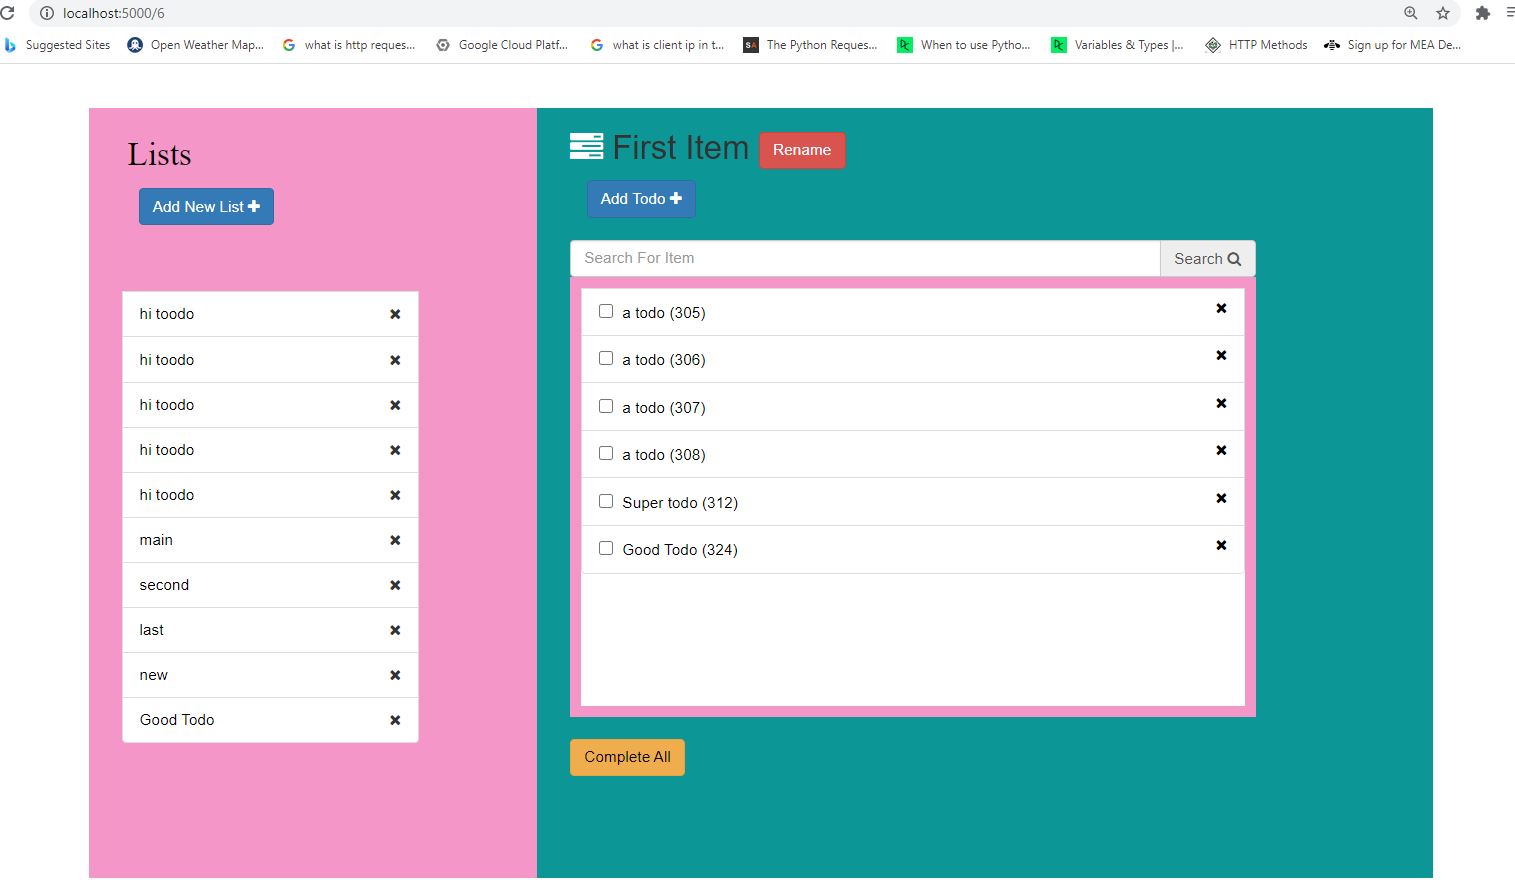 localhost:5000/6
Suggested Sites Open Weather Map... what is http reques... Google Cloud Platf... what is client ip in t... SA The Python Reques... When to use Pytho... Variables & Types |... HTTP Methods Sign up for MEA De...
Lists
Add New List
hi toodo
hi toodo
hi toodo
hi toodo
hi toodo
main
second
last
new
Good Todo
First Item Rename
Add Todo
Search For Item Search
a todo (305)
a todo (306)
a todo (307)
a todo (308)
Super todo (312)
Good Todo (324)
Complete All